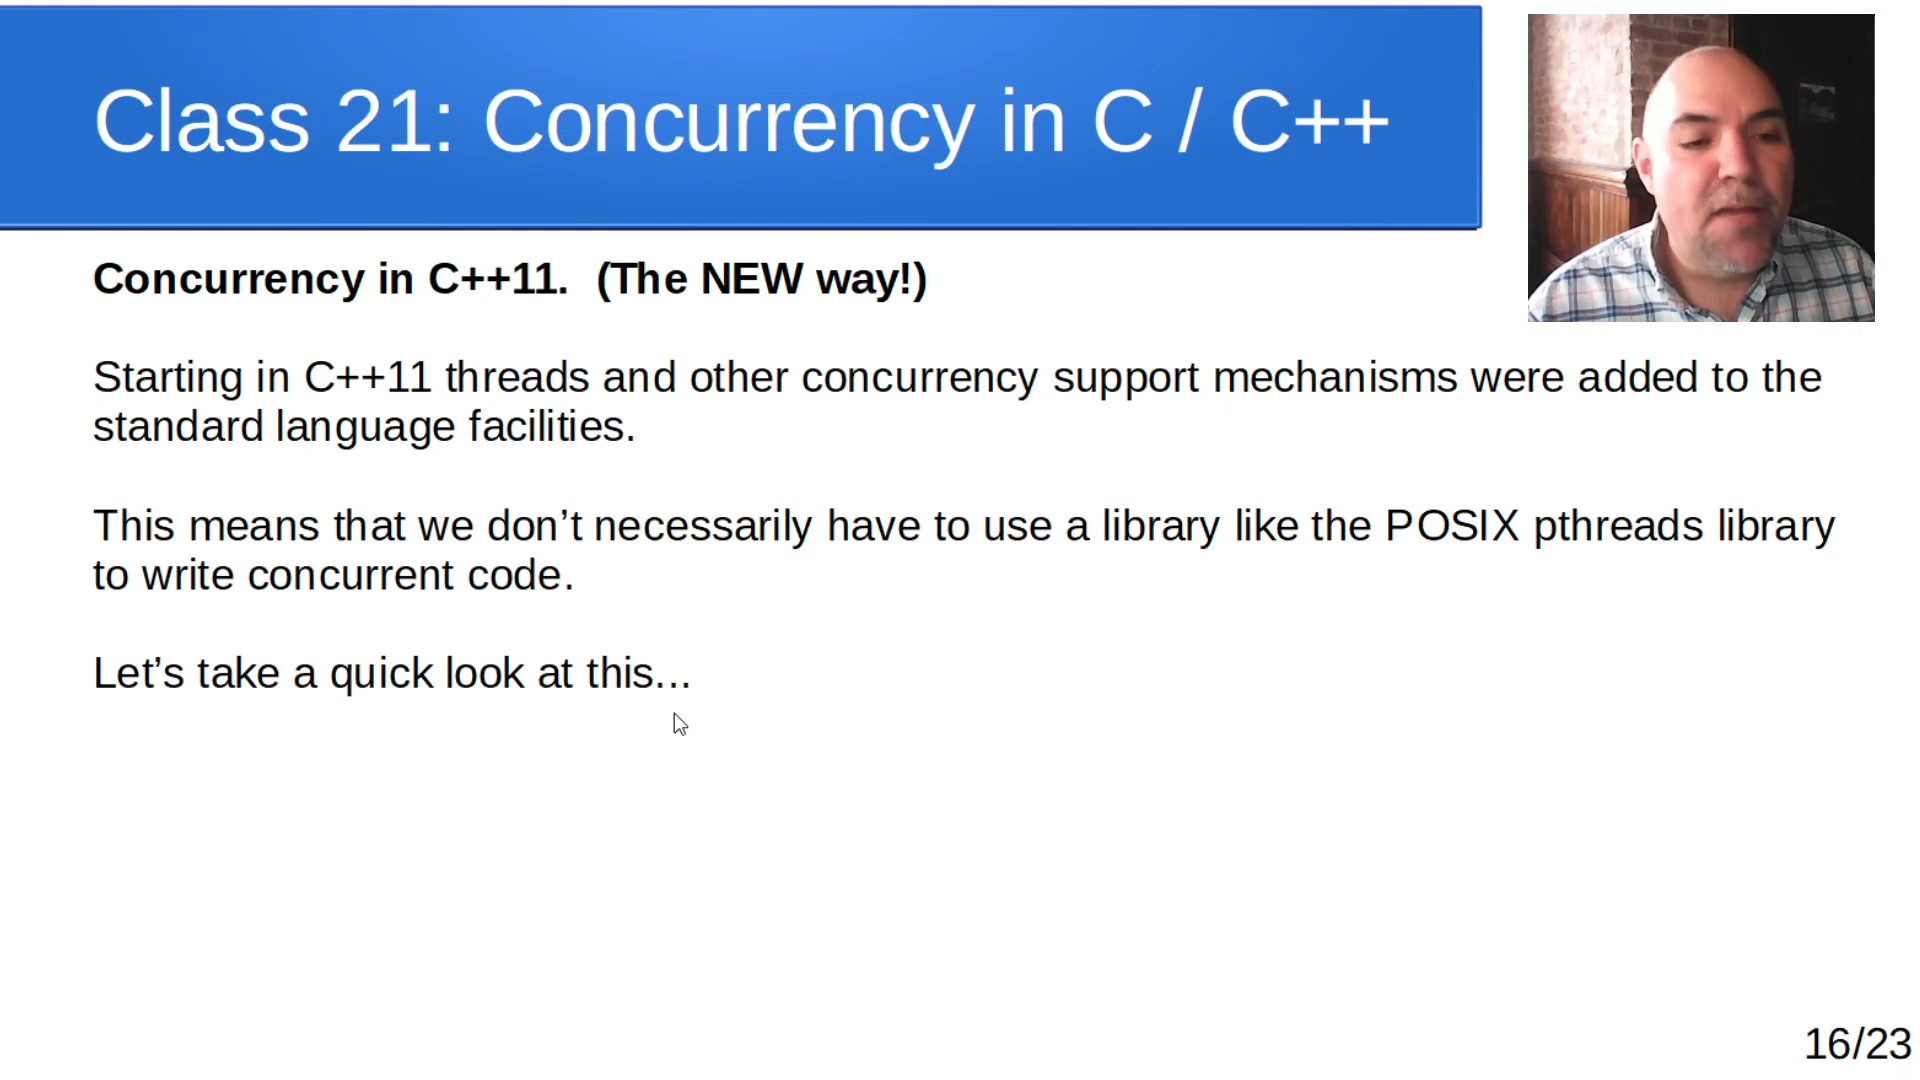 Class 21: Concurrency in C / C++
Concurrency in C++11.  (The NEW way!)
Starting in C++11 threads and other concurrency support mechanisms were added to the
standard language facilities.
This means that we don’t necessarily have to use a library like the POSIX pthreads library
to write concurrent code.
Let’s take a quick look at this...
16/23